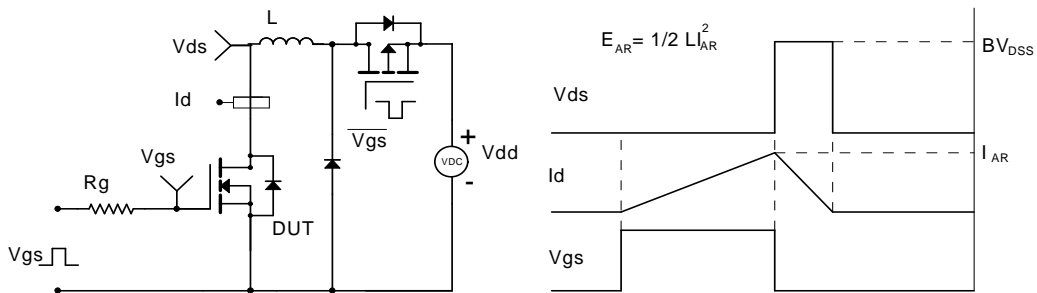 L
Vds
Id
Vgs
Rg
DUT
Vgs
Vgs
VDC
+
-
Vdd
E_AR= 1/2 LI_AR^2
BV_DSS
Vds
I_AR
Id
Vgs